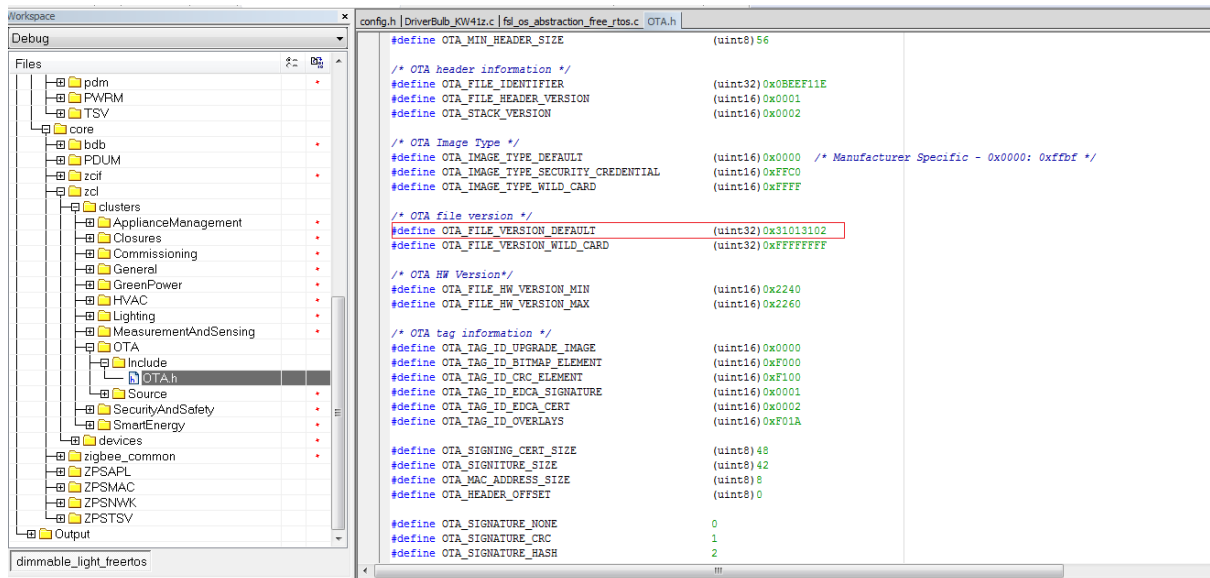 Workspace
Debug
Files
pdm
PWRM
TSV
core
bdb
PDUM
zcif
zcl
clusters
ApplianceManagement
Closures
Commissioning
General
GreenPower
HVAC
Lighting
MeasurementAndSensing
OTA
Include
OTA.h
Source
SecurityAndSafety
SmartEnergy
devices
zigbee_common
ZPSAPL
ZPSMAC
ZPSNWK
ZPSTSV
Output
dimmable_light_freertos
config.h | DriverBulb_KW41z.c | fsl_os_abstraction_free_rtos.c OTA.h
#define OTA_MIN_HEADER_SIZE (uint8)56
/* OTA header information */
#define OTA_FILE_IDENTIFIER (uint32)0x0BEEF11E
#define OTA_FILE_HEADER_VERSION (uint16)0x0001
#define OTA_STACK_VERSION (uint16)0x0002
/* OTA Image Type */
#define OTA_IMAGE_TYPE_DEFAULT (uint16)0x0000 /* Manufacturer Specific - 0x0000: 0xffbf */
#define OTA_IMAGE_TYPE_SECURITY_CREDENTIAL (uint16)0xFFC0
#define OTA_IMAGE_TYPE_WILD_CARD (uint16)0xFFFF
/* OTA file version */
#define OTA_FILE_VERSION_DEFAULT (uint32)0x31013102
#define OTA_FILE_VERSION_WILD_CARD (uint32)0xFFFFFFFF
/* OTA HW Version*/
#define OTA_FILE_HW_VERSION_MIN (uint16)0x2240
#define OTA_FILE_HW_VERSION_MAX (uint16)0x2260
/* OTA tag information */
#define OTA_TAG_ID_UPGRADE_IMAGE (uint16)0x0000
#define OTA_TAG_ID_BITMAP_ELEMENT (uint16)0xF000
#define OTA_TAG_ID_CRC_ELEMENT (uint16)0xF100
#define OTA_TAG_ID_EDCA_SIGNATURE (uint16)0x0001
#define OTA_TAG_ID_EDCA_CERT (uint16)0x0002
#define OTA_TAG_ID_OVERLAYS (uint16)0xF01A
#define OTA_SIGNING_CERT_SIZE (uint8)48
#define OTA_SIGNITURE_SIZE (uint8)42
#define OTA_MAC_ADDRESS_SIZE (uint8)8
#define OTA_HEADER_OFFSET (uint8)0
#define OTA_SIGNATURE_NONE 0
#define OTA_SIGNATURE_CRC 1
#define OTA_SIGNATURE_HASH 2